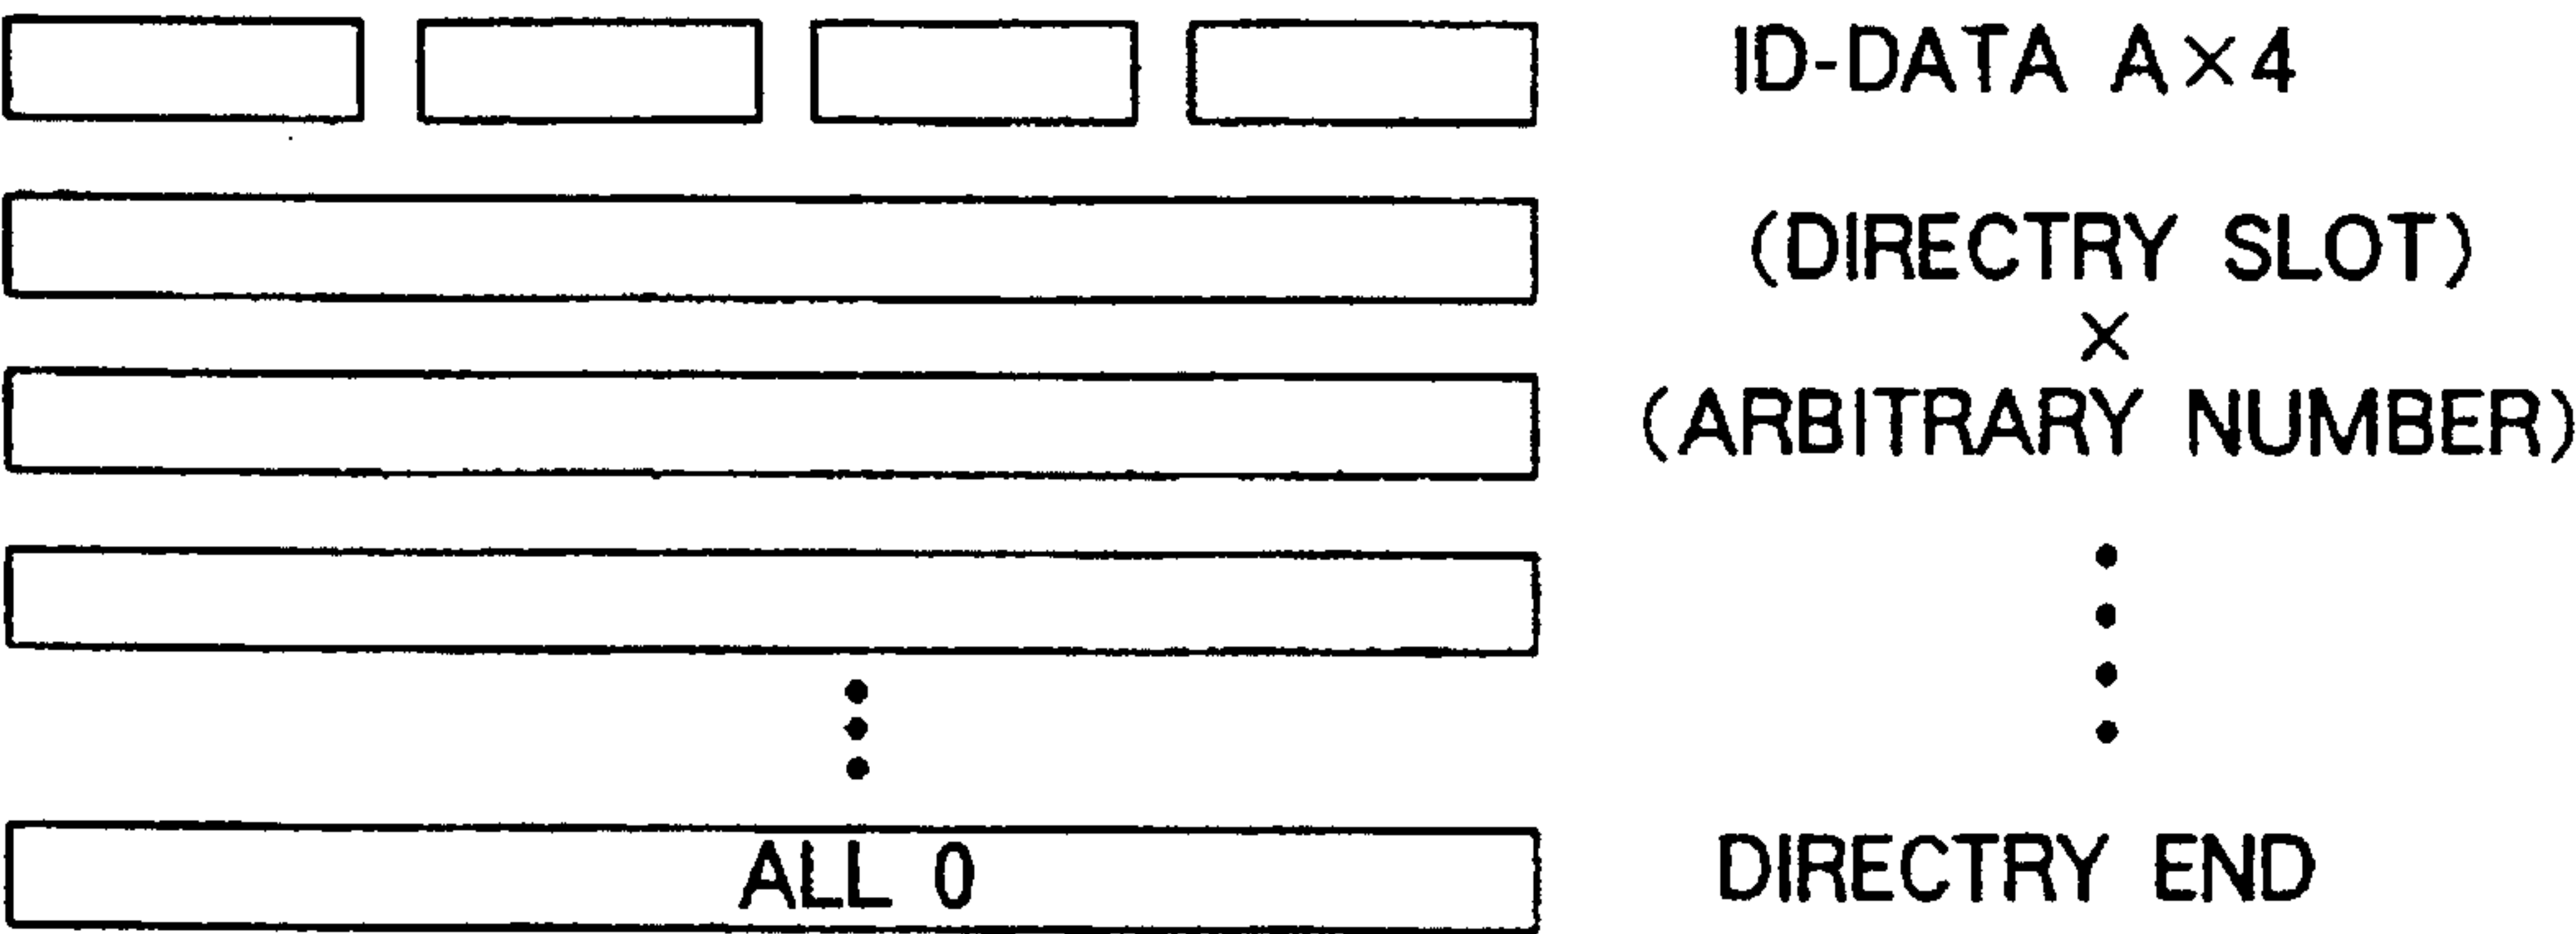 ID-DATA A×4
(DIRECTRY SLOT)
×
(ARBITRARY NUMBER)
ALL 0
DIRECTRY END